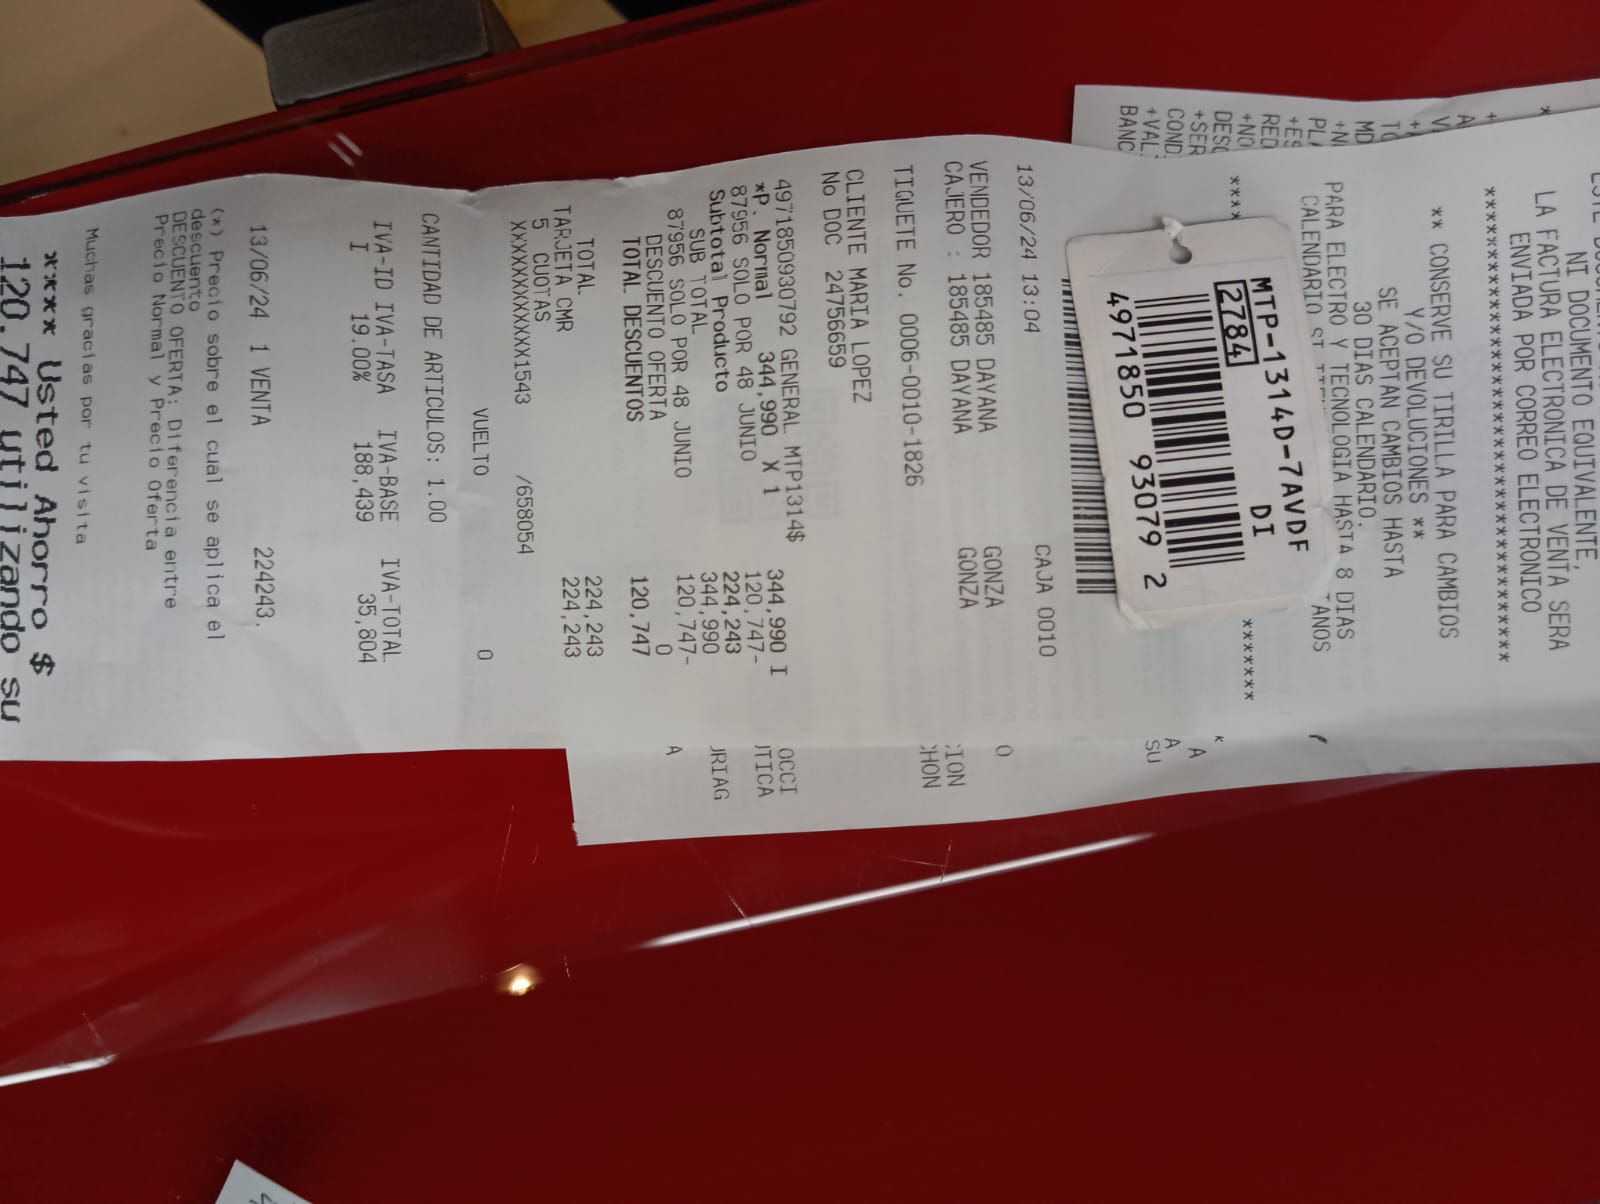 NI DOCUMENTO EQUIVALENTE,
LA FACTURA ELECTRONICA DE VENTA SERA
ENVIADA POR CORREO ELECTRONICO
** CONSERVE SU TIRILLA PARA CAMBIOS
Y/O DEVOLUCIONES **
SE ACEPTAN CAMBIOS HASTA
30 DIAS CALENDARIO.
PARA ELECTRO Y TECNOLOGIA HASTA 8 DIAS
CALENDARIO
MTP-1314D-7AVDF
DI
2784
4971850 93079 2
13/06/24 13:04 CAJA 0010
VENDEDOR 185485 DAYANA GONZA
CAJERO : 185485 DAYANA GONZA
TIQUETE No. 0006-0010-1826
CLIENTE MARIA LOPEZ
No DOC 24756659
4971850930792 GENERAL MTP1314$
*P. Normal 344,990 X 1 344,990 I
87956 SOLO POR 48 JUNIO 120,747-
Subtotal Producto 224,243
SUB TOTAL 344,990
87956 SOLO POR 48 JUNIO 120,747-
DESCUENTO OFERTA 0
TOTAL DESCUENTOS 120,747
TOTAL 224,243
TARJETA CMR 224,243
5 CUOTAS
XXXXXXXXXXXX1543 /658054
VUELTO 0
CANTIDAD DE ARTICULOS: 1.00
IVA-ID IVA-TASA IVA-BASE IVA-TOTAL
I 19.00% 188,439 35,804
13/06/24 1 VENTA 224243.
(*) Precio sobre el cual se aplica el
descuento
DESCUENTO OFERTA: Diferencia entre
Precio Normal y Precio Oferta
Muchas gracias por tu visita
*** Usted Ahorro $
120.747 utilizando su